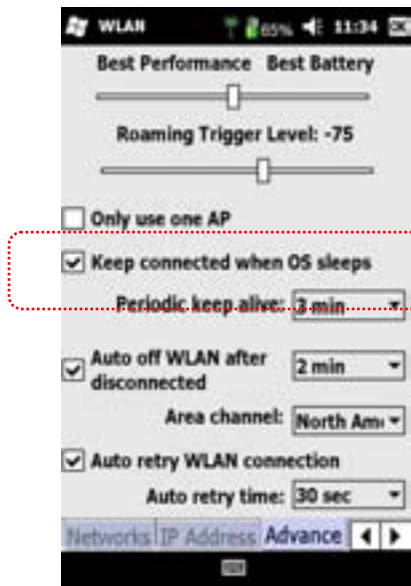 WLAN 65% 11:34
Best Performance Best Battery
Roaming Trigger Level: -75
Only use one AP
Keep connected when OS sleeps
Periodic keep alive: 3 min
Auto off WLAN after disconnected 2 min
Area channel: North Am
Auto retry WLAN connection
Auto retry time: 30 sec
Networks IP Address Advance